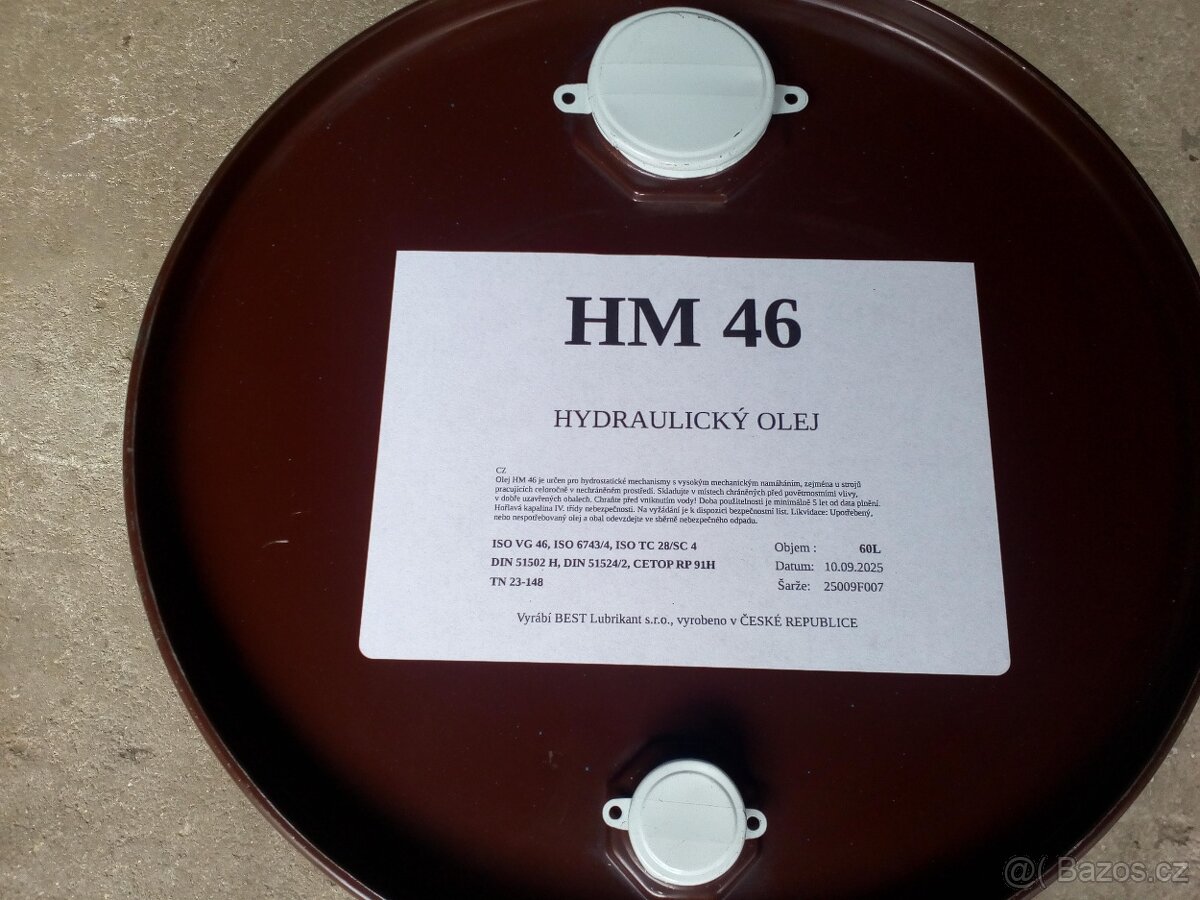 HM 46
HYDRAULICKÝ OLEJ
CZ
Olej HM 46 je určen pro hydrostatické mechanismy s vysokým mechanickým namáháním, zejména u strojů
pracujících celoročně v nechráněném prostředí. Skladujte v místech chráněných před povětrnostními vlivy,
v dobře uzavřených obalech. Chraňte před vniknutím vody! Doba použitelnosti je minimálně 5 let od data plnění.
Hořlavá kapalina IV. třídy nebezpečnosti. Na vyžádání je k dispozici bezpečnostní list. Likvidace: Upotřebený,
nebo nespotřebovaný olej a obal odevzdejte ve sběrně nebezpečného odpadu.
ISO VG 46, ISO 6743/4, ISO TC 28/SC 4
DIN 51502 H, DIN 51524/2, CETOP RP 91H
TN 23-148
Objem : 60L
Datum: 10.09.2025
Šarže: 25009F007
Vyrábí BEST Lubrikant s.r.o., vyrobeno v ČESKÉ REPUBLICE
@( Bazos.cz